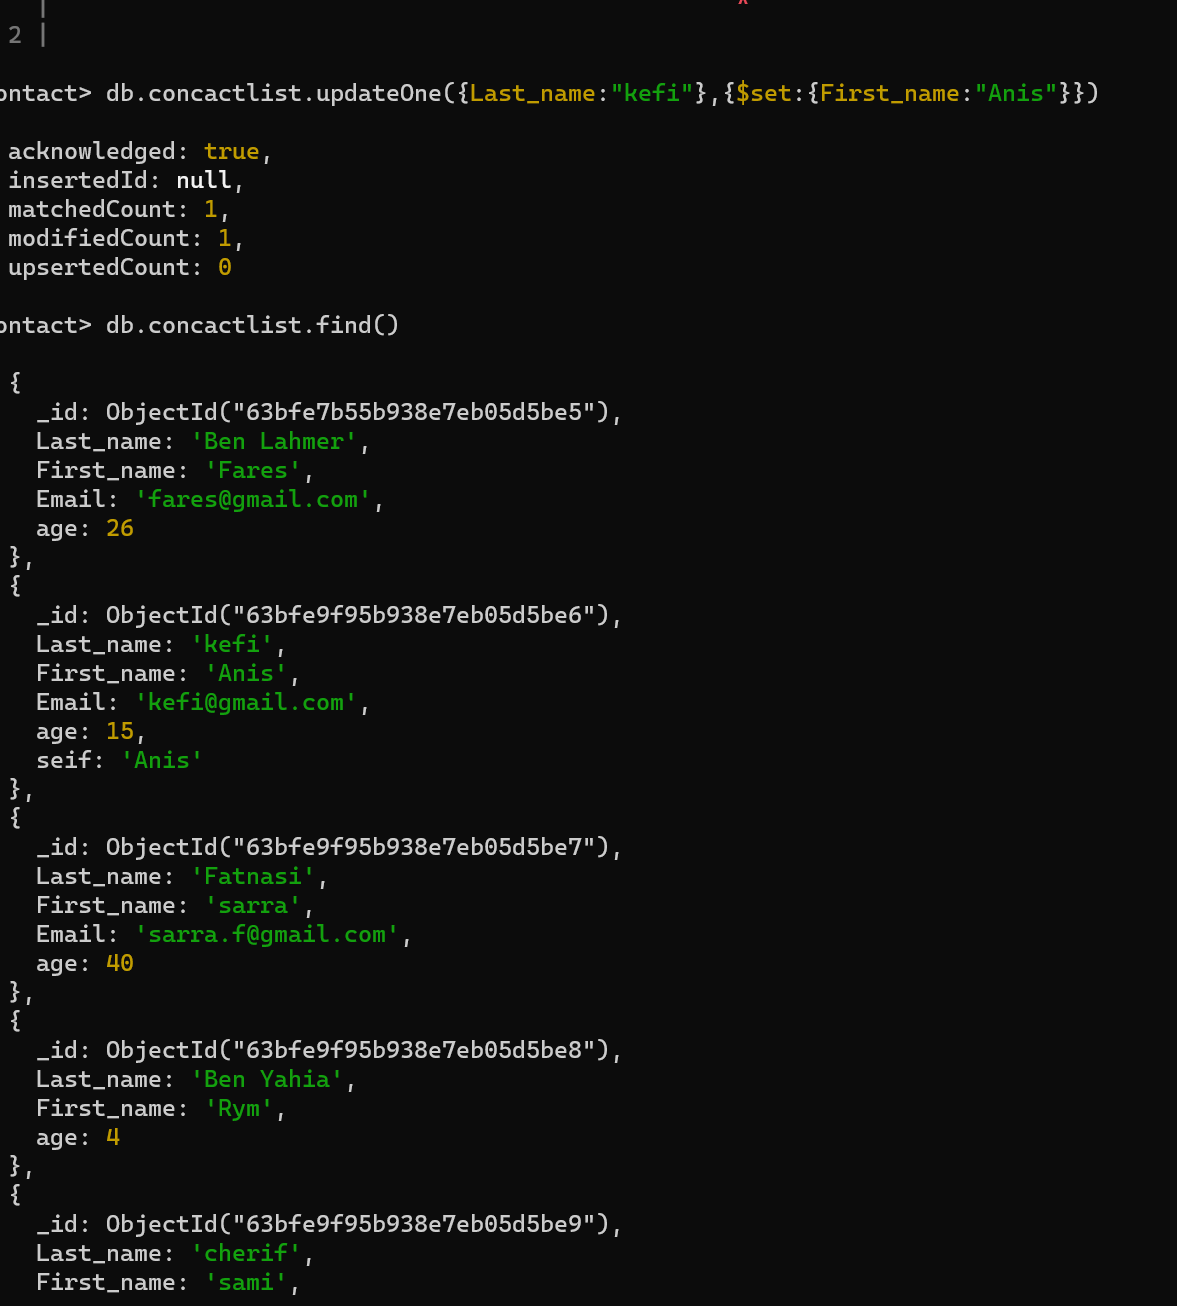 |
2 |
ontact> db.concactlist.updateOne({Last_name:"kefi"},{$set:{First_name:"Anis"}})
acknowledged: true,
insertedId: null,
matchedCount: 1,
modifiedCount: 1,
upsertedCount: 0
ontact> db.concactlist.find()
{
_id: ObjectId("63bfe7b55b938e7eb05d5be5"),
Last_name: 'Ben Lahmer',
First_name: 'Fares',
Email: 'fares@gmail.com',
age: 26
},
{
_id: ObjectId("63bfe9f95b938e7eb05d5be6"),
Last_name: 'kefi',
First_name: 'Anis',
Email: 'kefi@gmail.com',
age: 15,
seif: 'Anis'
},
{
_id: ObjectId("63bfe9f95b938e7eb05d5be7"),
Last_name: 'Fatnasi',
First_name: 'sarra',
Email: 'sarra.f@gmail.com',
age: 40
},
{
_id: ObjectId("63bfe9f95b938e7eb05d5be8"),
Last_name: 'Ben Yahia',
First_name: 'Rym',
age: 4
},
{
_id: ObjectId("63bfe9f95b938e7eb05d5be9"),
Last_name: 'cherif',
First_name: 'sami',